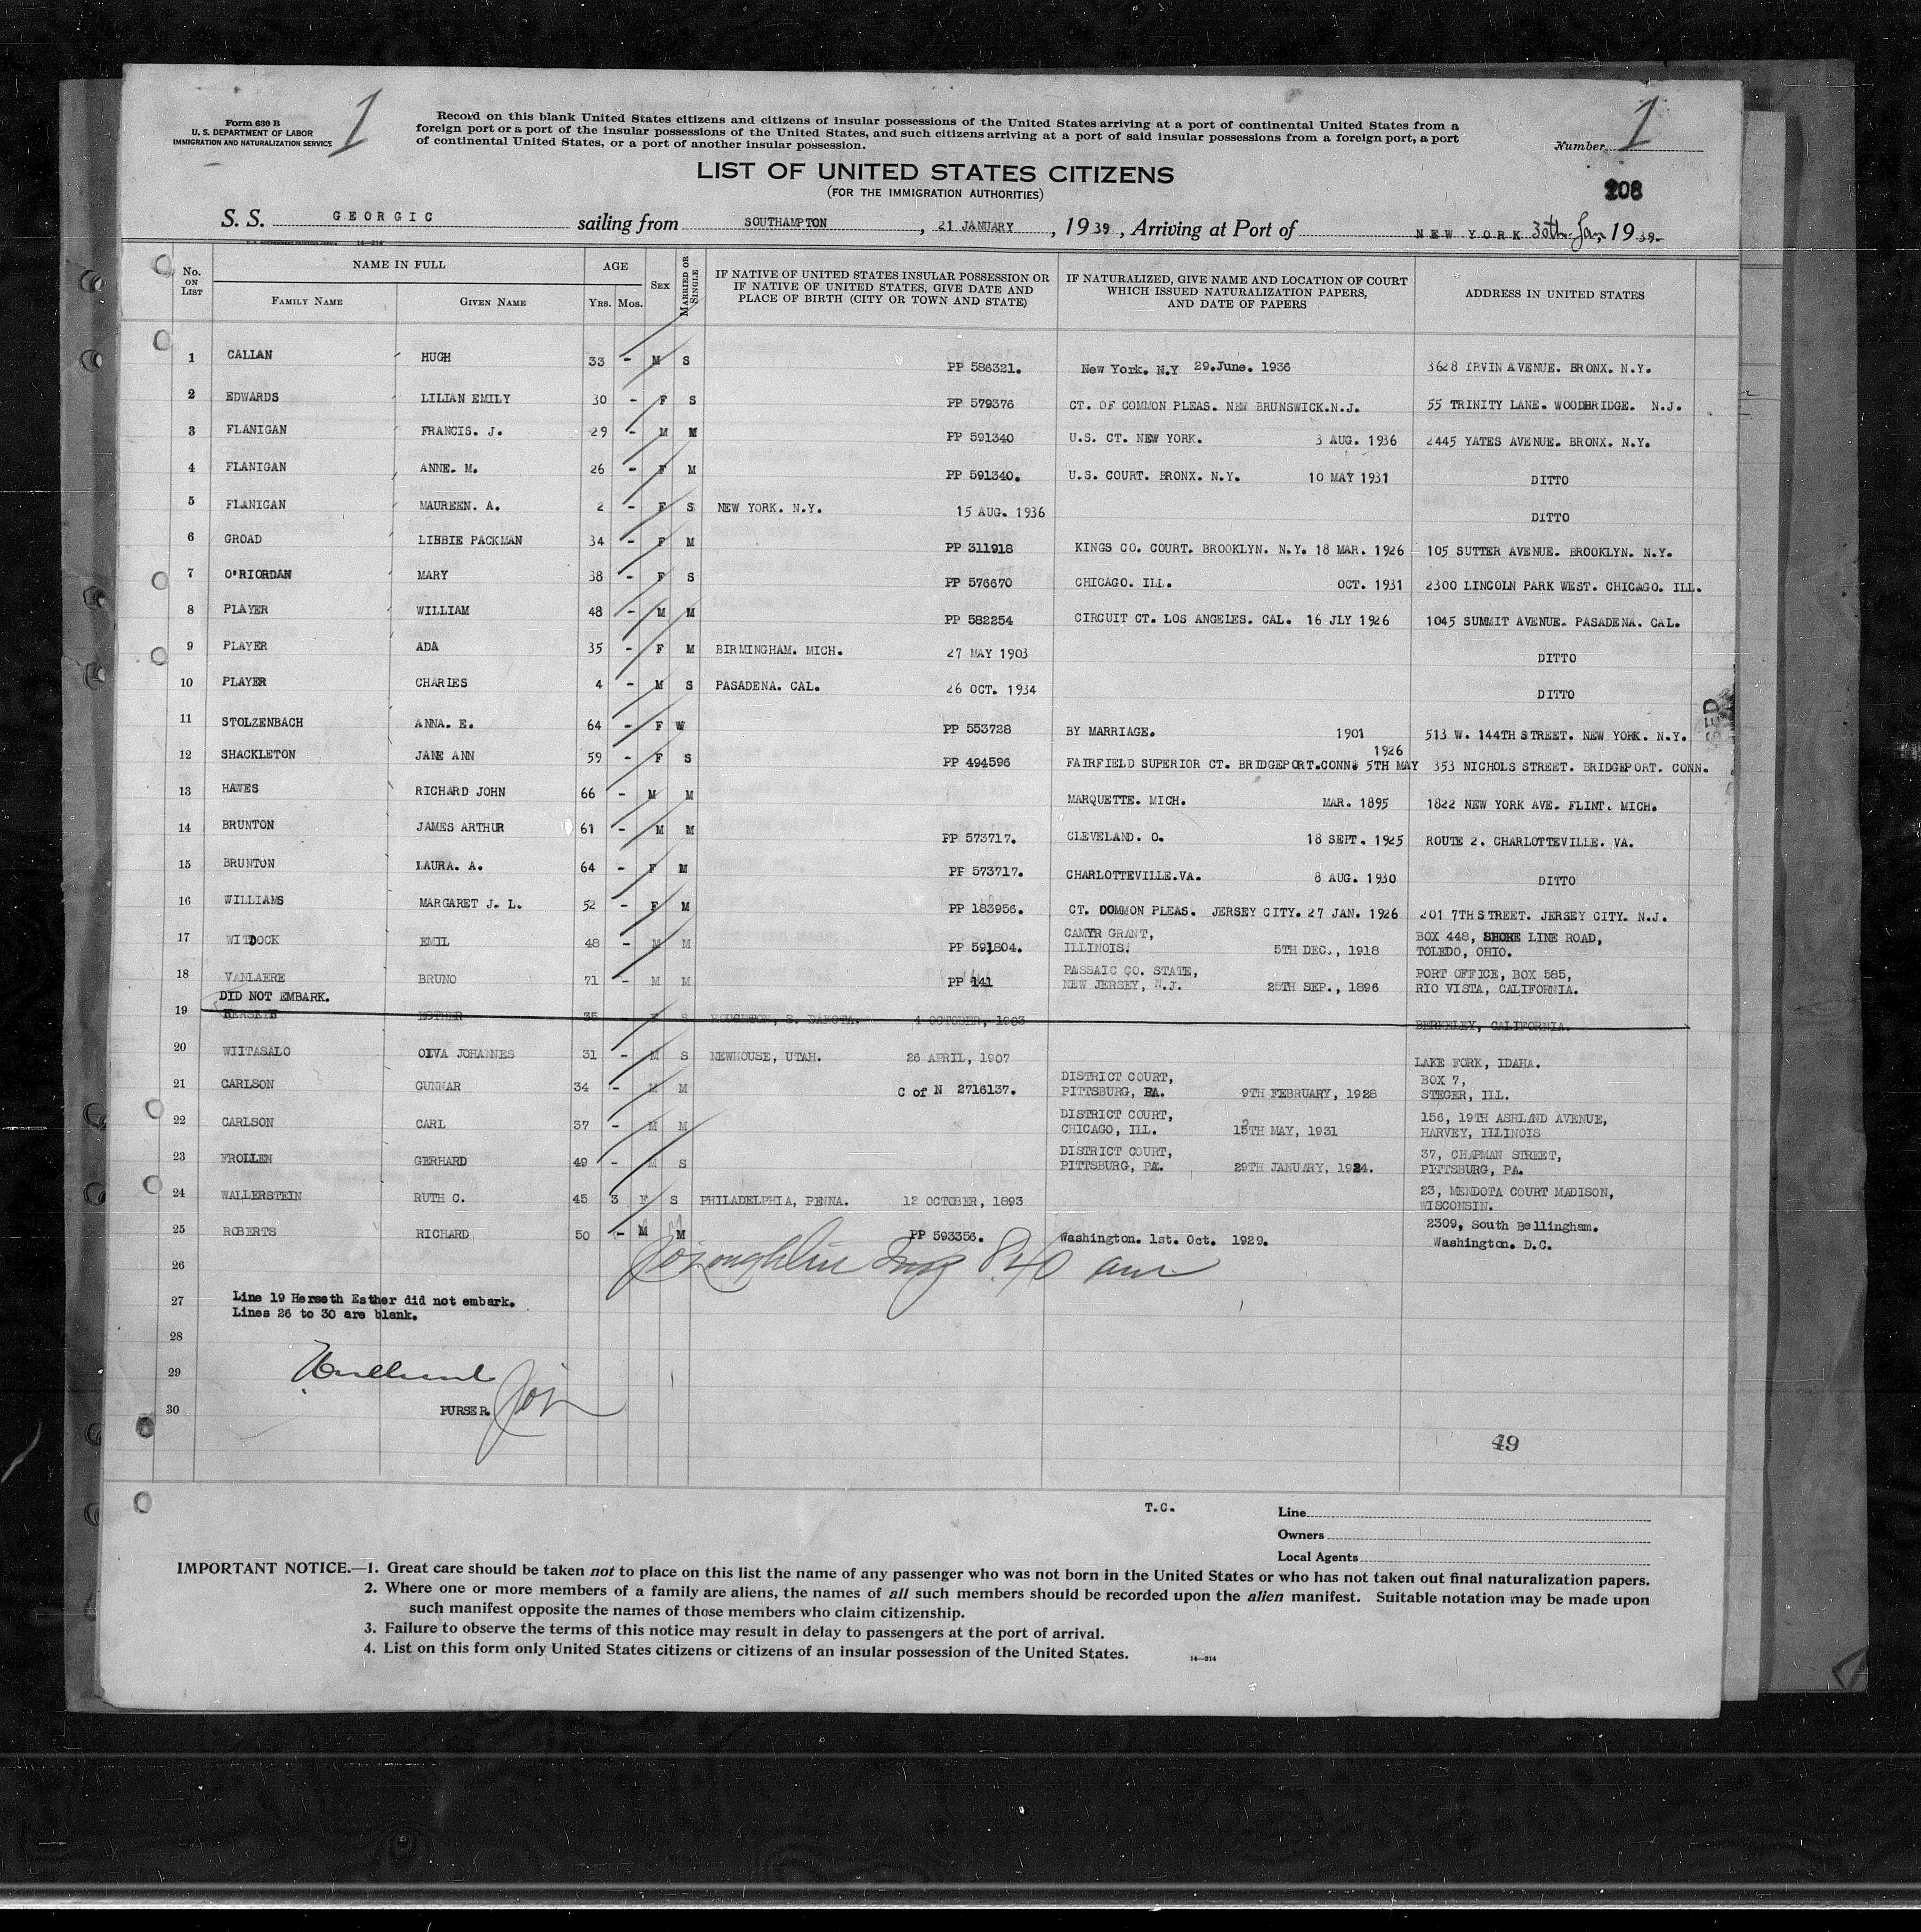 Form 630 B
U. S. DEPARTMENT OF LABOR
IMMIGRATION AND NATURALIZATION SERVICE
1
Record on this blank United States citizens and citizens of insular possessions of the United States arriving at a port of continental United States from a
foreign port or a port of the insular possessions of the United States, and such citizens arriving at a port of said insular possessions from a foreign port, a port
of continental United States, or a port of another insular possession.
Number 1
LIST OF UNITED STATES CITIZENS
(FOR THE IMMIGRATION AUTHORITIES)
208
S. S. GEORGIC sailing from SOUTHAMPTON, 21 JANUARY, 1939, Arriving at Port of NEW YORK 30th Jan, 1939.
No. ON LIST NAME IN FULL AGE SEX MARRIED OR SINGLE IF NATIVE OF UNITED STATES INSULAR POSSESSION OR IF NATIVE OF UNITED STATES, GIVE DATE AND PLACE OF BIRTH (CITY OR TOWN AND STATE) IF NATURALIZED, GIVE NAME AND LOCATION OF COURT WHICH ISSUED NATURALIZATION PAPERS, AND DATE OF PAPERS ADDRESS IN UNITED STATES
FAMILY NAME GIVEN NAME Yrs. Mos.
1 CALLAN HUGH 33 - M S PP 586321. New York. N.Y 29.June. 1936 3628 IRVIN AVENUE. BRONX. N.Y.
2 EDWARDS LILIAN EMILY 30 - F S PP 579376 CT. OF COMMON PLEAS. NEW BRUNSWICK.N.J. 55 TRINITY LANE. WOODBRIDGE. N.J.
3 FLANIGAN FRANCIS. J. 29 - M M PP 591340 U.S. CT. NEW YORK. 3 AUG. 1936 2445 YATES AVENUE. BRONX. N.Y.
4 FLANIGAN ANNE. M. 26 - F M PP 591340. U.S. COURT. BRONX. N.Y. 10 MAY 1931 DITTO
5 FLANIGAN MAUREEN. A. 2 - F S NEW YORK. N.Y. 15 AUG. 1936 DITTO
6 GROAD LIBBIE PACKMAN 34 - F M PP 311918 KINGS CO. COURT. BROOKLYN. N.Y. 18 MAR. 1926 105 SUTTER AVENUE. BROOKLYN. N.Y.
7 O'RIORDAN MARY 38 - F S PP 576670 CHICAGO. ILL. OCT. 1931 2300 LINCOLN PARK WEST. CHICAGO. ILL.
8 PLAYER WILLIAM 48 - M M PP 582254 CIRCUIT CT. LOS ANGELES. CAL. 16 JLY 1926 1045 SUMMIT AVENUE. PASADENA. CAL.
9 PLAYER ADA 35 - F M BIRMINGHAM. MICH. 27 MAY 1903 DITTO
10 PLAYER CHARLES 4 - M S PASADENA. CAL. 26 OCT. 1934 DITTO
11 STOLZENBACH ANNA. E. 64 - F W PP 553728 BY MARRIAGE. 1901 513 W. 144TH STREET. NEW YORK. N.Y.
12 SHACKLETON JANE ANN 59 - F S PP 494596 FAIRFIELD SUPERIOR CT. BRIDGEPORT.CONN. 5TH MAY 1926 353 NICHOLS STREET. BRIDGEPORT. CONN.
13 HAWES RICHARD JOHN 66 - M M MARQUETTE. MICH. MAR. 1895 1822 NEW YORK AVE. FLINT. MICH.
14 BRUNTON JAMES ARTHUR 61 - M M PP 573717. CLEVELAND. O. 18 SEPT. 1925 ROUTE 2. CHARLOTTEVILLE. VA.
15 BRUNTON LAURA. A. 64 - F M PP 573717. CHARLOTTEVILLE.VA. 8 AUG. 1930 DITTO
16 WILLIAMS MARGARET J. L. 52 - F M PP 183956. CT. COMMON PLEAS. JERSEY CITY. 27 JAN. 1926 201 7TH STREET. JERSEY CITY. N.J.
17 WITDOCK EMIL 48 - M M PP 591804. CAMYR GRANT, ILLINOIS. 5TH DEC., 1918 BOX 448, SHORE LINE ROAD, TOLEDO, OHIO.
18 VANLAERE BRUNO 71 - M M PP 141 PASSAIC CO. STATE, NEW JERSEY, N.J. 25TH SEP., 1896 PORT OFFICE, BOX 585, RIO VISTA, CALIFORNIA.
DID NOT EMBARK.
19 HERSETH ESTHER 35 F S HOUGHTON, S. DAKOTA. 4 OCTOBER, 1903 BERKELEY, CALIFORNIA.
20 WIITASALO OIVA JOHANNES 31 - M S NEWHOUSE, UTAH. 26 APRIL, 1907 LAKE FORK, IDAHA.
21 CARLSON GUNNAR 34 - M M C of N 2716137. DISTRICT COURT, PITTSBURG, PA. 9TH FEBRUARY, 1928 BOX 7, STEGER, ILL.
22 CARLSON CARL 37 - M M DISTRICT COURT, CHICAGO, ILL. 15TH MAY, 1931 156, 19TH ASHLAND AVENUE, HARVEY, ILLINOIS
23 FROLLEN GERHARD 49 - M S DISTRICT COURT, PITTSBURG, PA. 29TH JANUARY, 1924. 37, CHAPMAN STREET, PITTSBURG, PA.
24 WALLERSTEIN RUTH C. 45 3 F S PHILADELPHIA, PENNA. 12 OCTOBER, 1893 23, MENDOTA COURT MADISON, WISCONSIN.
25 ROBERTS RICHARD 50 - M M PP 593356. Washington. 1st. Oct. 1929. 2309, South Bellingham. Washington. D.C.
26 840 am
27 Line 19 Herseth Esther did not embark.
Lines 26 to 30 are blank.
28
29
30 PURSER.
49
T.C.
Line
Owners
Local Agents
IMPORTANT NOTICE.—1. Great care should be taken not to place on this list the name of any passenger who was not born in the United States or who has not taken out final naturalization papers.
2. Where one or more members of a family are aliens, the names of all such members should be recorded upon the alien manifest. Suitable notation may be made upon
such manifest opposite the names of those members who claim citizenship.
3. Failure to observe the terms of this notice may result in delay to passengers at the port of arrival.
4. List on this form only United States citizens or citizens of an insular possession of the United States.
14—214